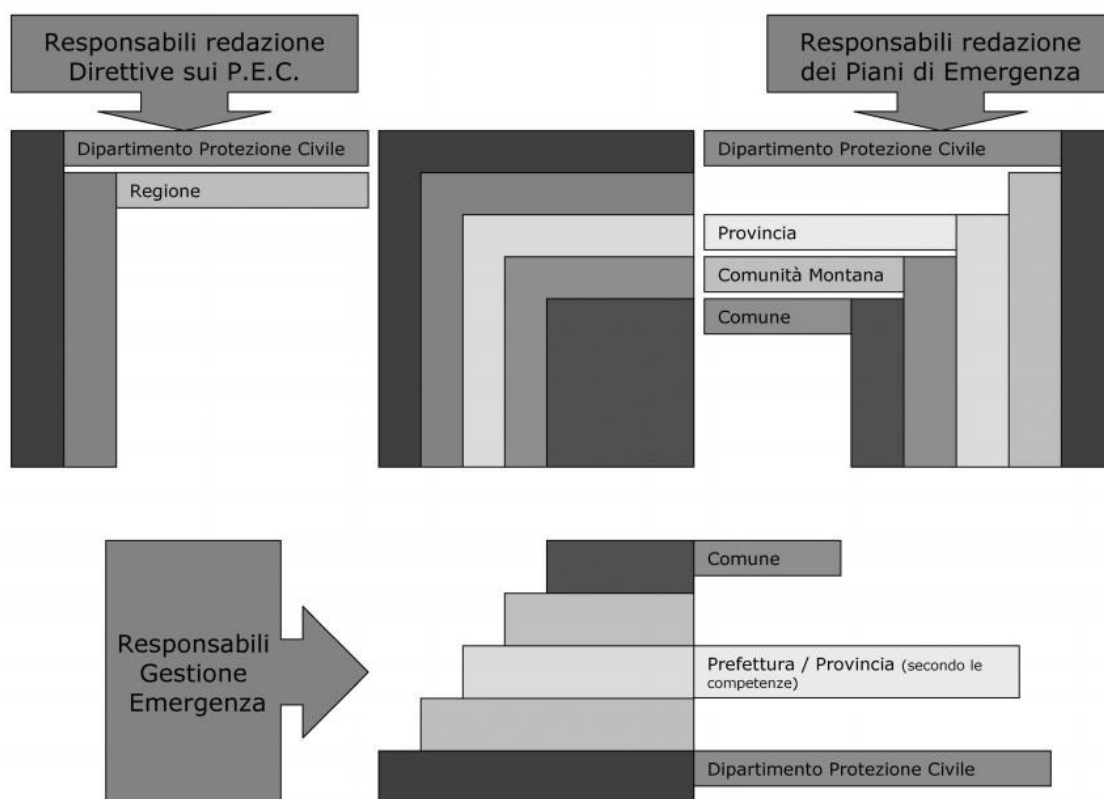 Responsabili redazione
Direttive sui P.E.C.
Responsabili redazione
dei Piani di Emergenza
Dipartimento Protezione Civile
Regione
Dipartimento Protezione Civile
Provincia
Comunità Montana
Comune
Responsabili
Gestione
Emergenza
Comune
Prefettura / Provincia (secondo le
competenze)
Dipartimento Protezione Civile